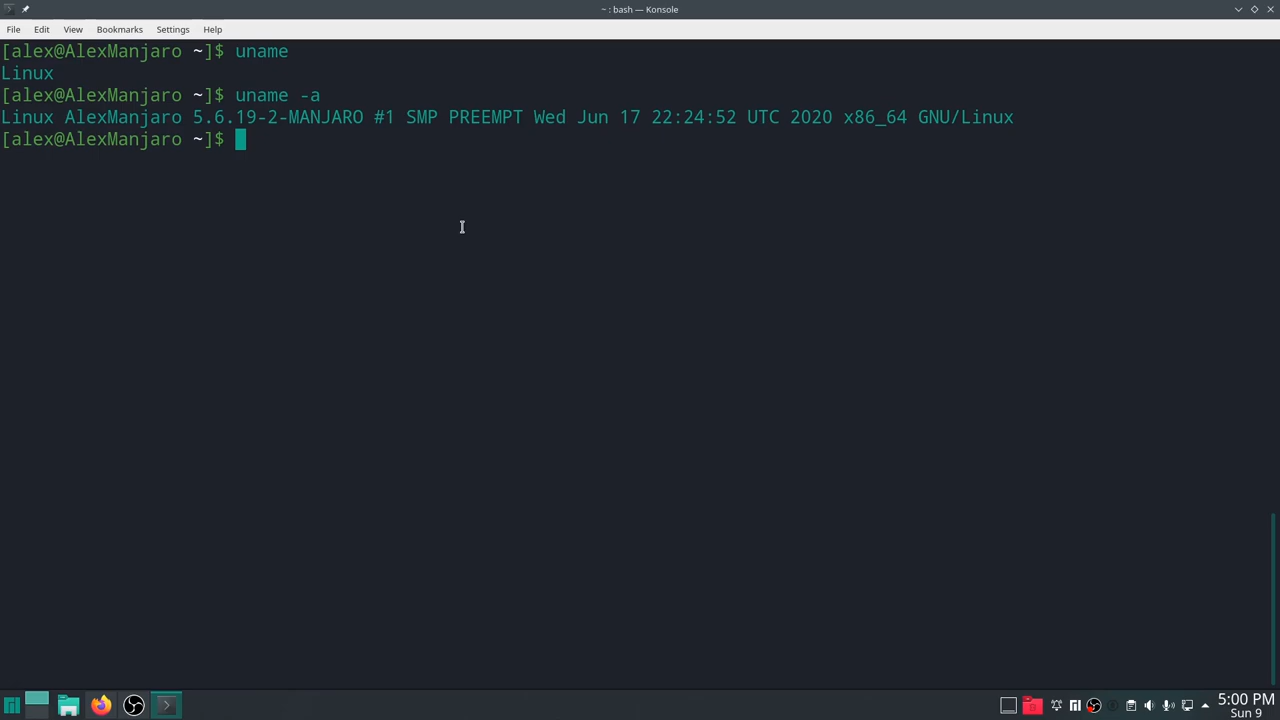 ~ : bash — Konsole
File Edit View Bookmarks Settings Help
[alex@AlexManjaro ~]$ uname
Linux
[alex@AlexManjaro ~]$ uname -a
Linux AlexManjaro 5.6.19-2-MANJARO #1 SMP PREEMPT Wed Jun 17 22:24:52 UTC 2020 x86_64 GNU/Linux
[alex@AlexManjaro ~]$
5:00 PM
Sun 9